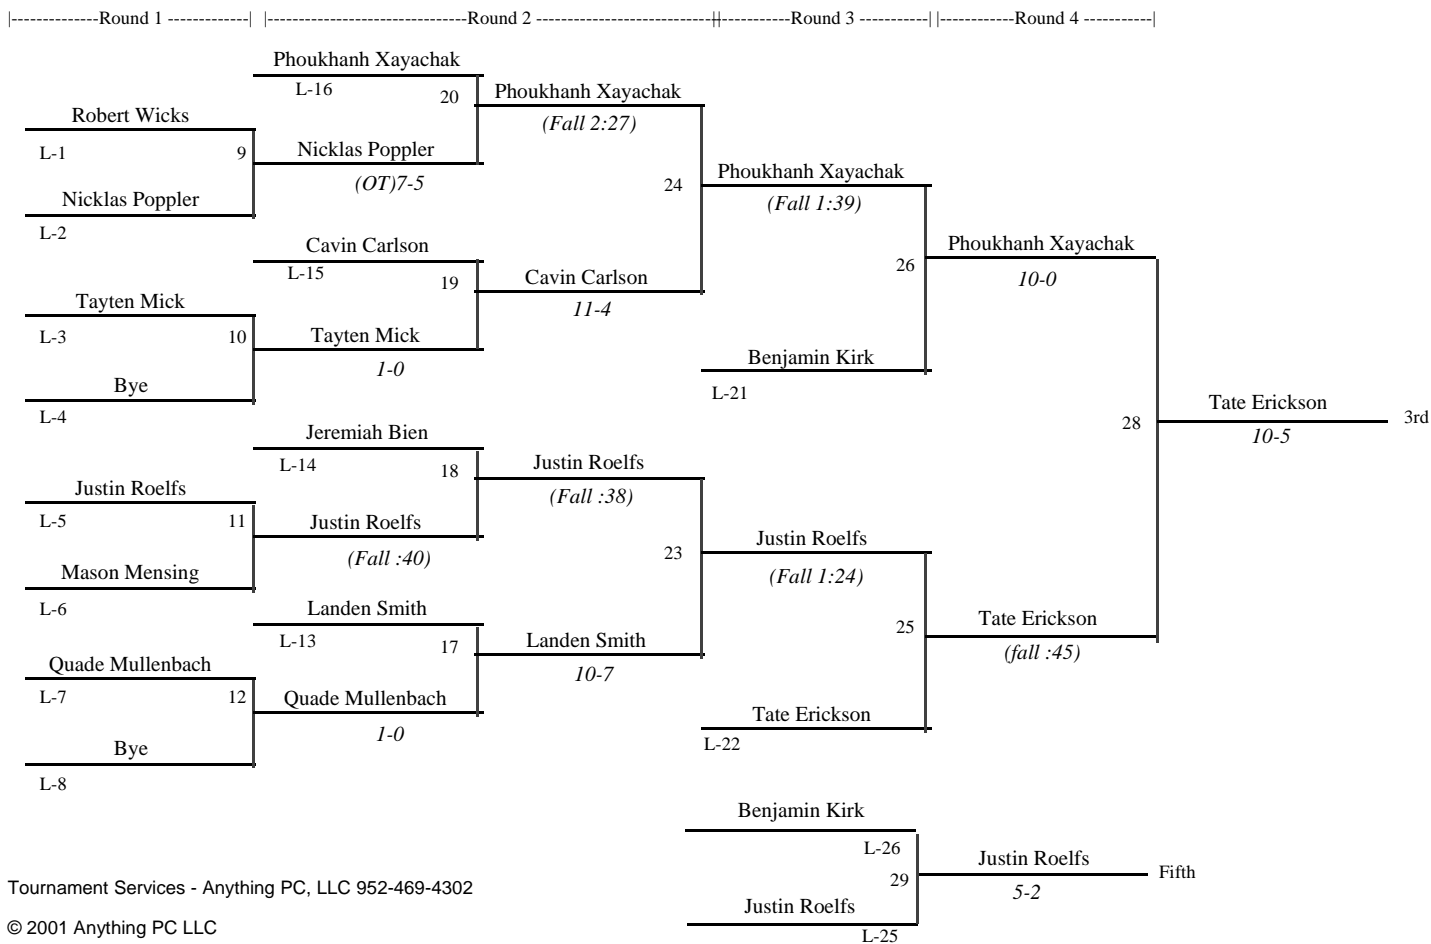 |-------------Round 1 -------------| |------------------------------Round 2 ---------------------------||-----------Round 3 -----------| |-----------Round 4 ----------|
Phoukhanh Xayachak
L-16
20
Phoukhanh Xayachak
Robert Wicks
(Fall 2:27)
L-1
9
Nicklas Poppler
Phoukhanh Xayachak
(OT)7-5
24
Nicklas Poppler
(Fall 1:39)
L-2
Cavin Carlson
Phoukhanh Xayachak
L-15
19
Cavin Carlson
26
10-0
Tayten Mick
11-4
L-3
10
Tayten Mick
1-0
Benjamin Kirk
Bye
L-21
L-4
Tate Erickson
3rd
28
10-5
Jeremiah Bien
L-14
18
Justin Roelfs
Justin Roelfs
(Fall :38)
L-5
11
Justin Roelfs
Justin Roelfs
(Fall :40)
23
Mason Mensing
(Fall 1:24)
L-6
Landen Smith
Tate Erickson
25
L-13
17
Landen Smith
(fall :45)
Quade Mullenbach
10-7
L-7
12
Quade Mullenbach
1-0
Tate Erickson
Bye
L-22
L-8
Benjamin Kirk
L-26
Justin Roelfs
Fifth
29
5-2
Tournament Services - Anything PC, LLC 952-469-4302
Justin Roelfs
© 2001 Anything PC LLC
L-25